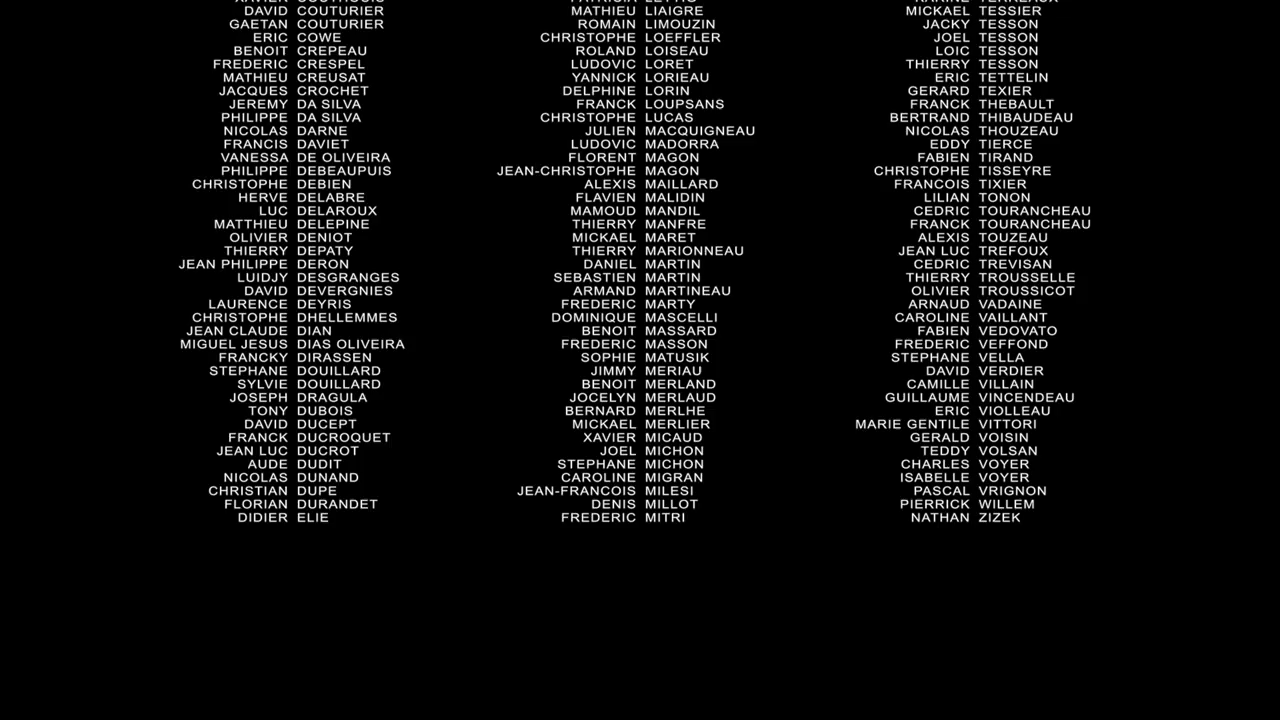 DAVID COUTURIER
GAETAN COUTURIER
ERIC COWE
BENOIT CREPEAU
FREDERIC CRESPEL
MATHIEU CREUSAT
JACQUES CROCHET
JEREMY DA SILVA
PHILIPPE DA SILVA
NICOLAS DARNE
FRANCIS DAVIET
VANESSA DE OLIVEIRA
PHILIPPE DEBEAUPUIS
CHRISTOPHE DEBIEN
HERVE DELABRE
LUC DELAROUX
MATTHIEU DELEPINE
OLIVIER DENIOT
THIERRY DEPATY
JEAN PHILIPPE DERON
LUIDJY DESGRANGES
DAVID DEVERGNIES
LAURENCE DEYRIS
CHRISTOPHE DHELLEMMES
JEAN CLAUDE DIAN
MIGUEL JESUS DIAS OLIVEIRA
FRANCKY DIRASSEN
STEPHANE DOUILLARD
SYLVIE DOUILLARD
JOSEPH DRAGULA
TONY DUBOIS
DAVID DUCEPT
FRANCK DUCROQUET
JEAN LUC DUCROT
AUDE DUDIT
NICOLAS DUNAND
CHRISTIAN DUPE
FLORIAN DURANDET
DIDIER ELIE
MATHIEU LIAIGRE
ROMAIN LIMOUZIN
CHRISTOPHE LOEFFLER
ROLAND LOISEAU
LUDOVIC LORET
YANNICK LORIEAU
DELPHINE LORIN
FRANCK LOUPSANS
CHRISTOPHE LUCAS
JULIEN MACQUIGNEAU
LUDOVIC MADORRA
FLORENT MAGON
JEAN-CHRISTOPHE MAGON
ALEXIS MAILLARD
FLAVIEN MALIDIN
MAMOUD MANDIL
THIERRY MANFRE
MICKAEL MARET
THIERRY MARIONNEAU
DANIEL MARTIN
SEBASTIEN MARTIN
ARMAND MARTINEAU
FREDERIC MARTY
DOMINIQUE MASCELLI
BENOIT MASSARD
FREDERIC MASSON
SOPHIE MATUSIK
JIMMY MERIAU
BENOIT MERLAND
JOCELYN MERLAUD
BERNARD MERLHE
MICKAEL MERLIER
XAVIER MICAUD
JOEL MICHON
STEPHANE MICHON
CAROLINE MIGRAN
JEAN-FRANCOIS MILESI
DENIS MILLOT
FREDERIC MITRI
MICKAEL TESSIER
JACKY TESSON
JOEL TESSON
LOIC TESSON
THIERRY TESSON
ERIC TETTELIN
GERARD TEXIER
FRANCK THEBAULT
BERTRAND THIBAUDEAU
NICOLAS THOUZEAU
EDDY TIERCE
FABIEN TIRAND
CHRISTOPHE TISSEYRE
FRANCOIS TIXIER
LILIAN TONON
CEDRIC TOURANCHEAU
FRANCK TOURANCHEAU
ALEXIS TOUZEAU
JEAN LUC TREFOUX
CEDRIC TREVISAN
THIERRY TROUSSELLE
OLIVIER TROUSSICOT
ARNAUD VADAINE
CAROLINE VAILLANT
FABIEN VEDOVATO
FREDERIC VEFFOND
STEPHANE VELLA
DAVID VERDIER
CAMILLE VILLAIN
GUILLAUME VINCENDEAU
ERIC VIOLLEAU
MARIE GENTILE VITTORI
GERALD VOISIN
TEDDY VOLSAN
CHARLES VOYER
ISABELLE VOYER
PASCAL VRIGNON
PIERRICK WILLEM
NATHAN ZIZEK